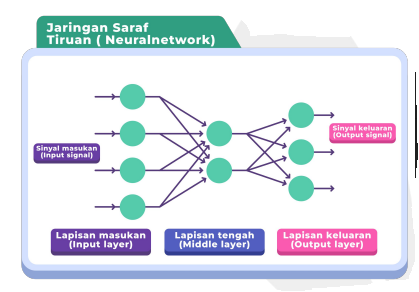 Jaringan Saraf
Tiruan ( Neuralnetwork)
Sinyal masukan
(Input signal)
Sinyal keluaran
(Output signal)
Lapisan masukan
(Input layer)
Lapisan tengah
(Middle layer)
Lapisan keluaran
(Output layer)